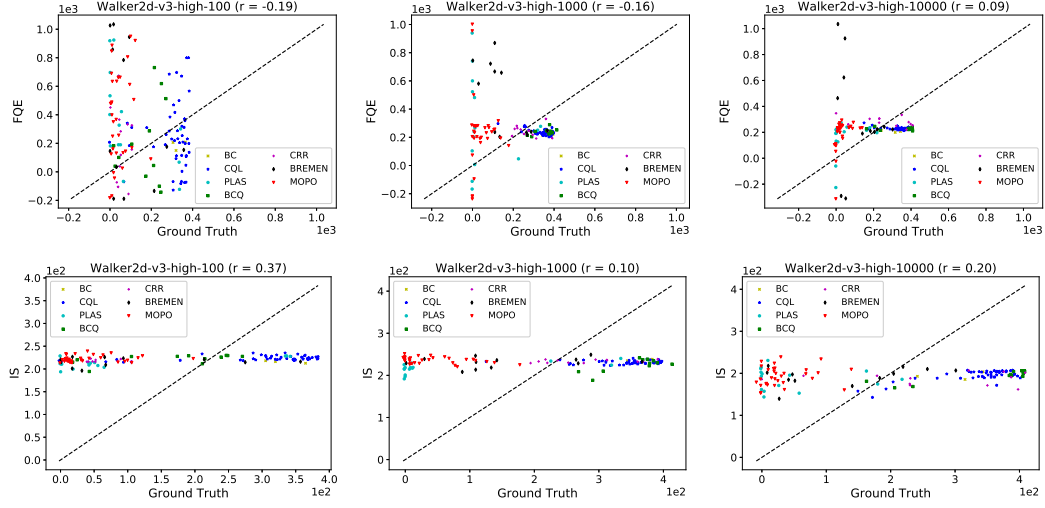 Walker2d-v3-high-100 (r = -0.19)
1e3
FQE
1.0
0.8
0.6
0.4
0.2
0.0
−0.2
−0.2 0.0 0.2 0.4 0.6 0.8 1.0
Ground Truth
1e3
BC
CQL
PLAS
BCQ
CRR
BREMEN
MOPO
Walker2d-v3-high-1000 (r = -0.16)
1e3
FQE
1.0
0.8
0.6
0.4
0.2
0.0
−0.2
−0.2 0.0 0.2 0.4 0.6 0.8 1.0
Ground Truth
1e3
BC
CQL
PLAS
BCQ
CRR
BREMEN
MOPO
Walker2d-v3-high-10000 (r = 0.09)
1e3
FQE
1.0
0.8
0.6
0.4
0.2
0.0
−0.2
−0.2 0.0 0.2 0.4 0.6 0.8 1.0
Ground Truth
1e3
BC
CQL
PLAS
BCQ
CRR
BREMEN
MOPO
Walker2d-v3-high-100 (r = 0.37)
1e2
IS
4.0
3.5
3.0
2.5
2.0
1.5
1.0
0.5
0.0
0.0 0.5 1.0 1.5 2.0 2.5 3.0 3.5
Ground Truth
1e2
BC
CQL
PLAS
BCQ
CRR
BREMEN
MOPO
Walker2d-v3-high-1000 (r = 0.10)
1e2
IS
4
3
2
1
0
0 1 2 3 4
Ground Truth
1e2
BC
CQL
PLAS
BCQ
CRR
BREMEN
MOPO
Walker2d-v3-high-10000 (r = 0.20)
1e2
IS
4
3
2
1
0
0 1 2 3 4
Ground Truth
1e2
BC
CQL
PLAS
BCQ
CRR
BREMEN
MOPO